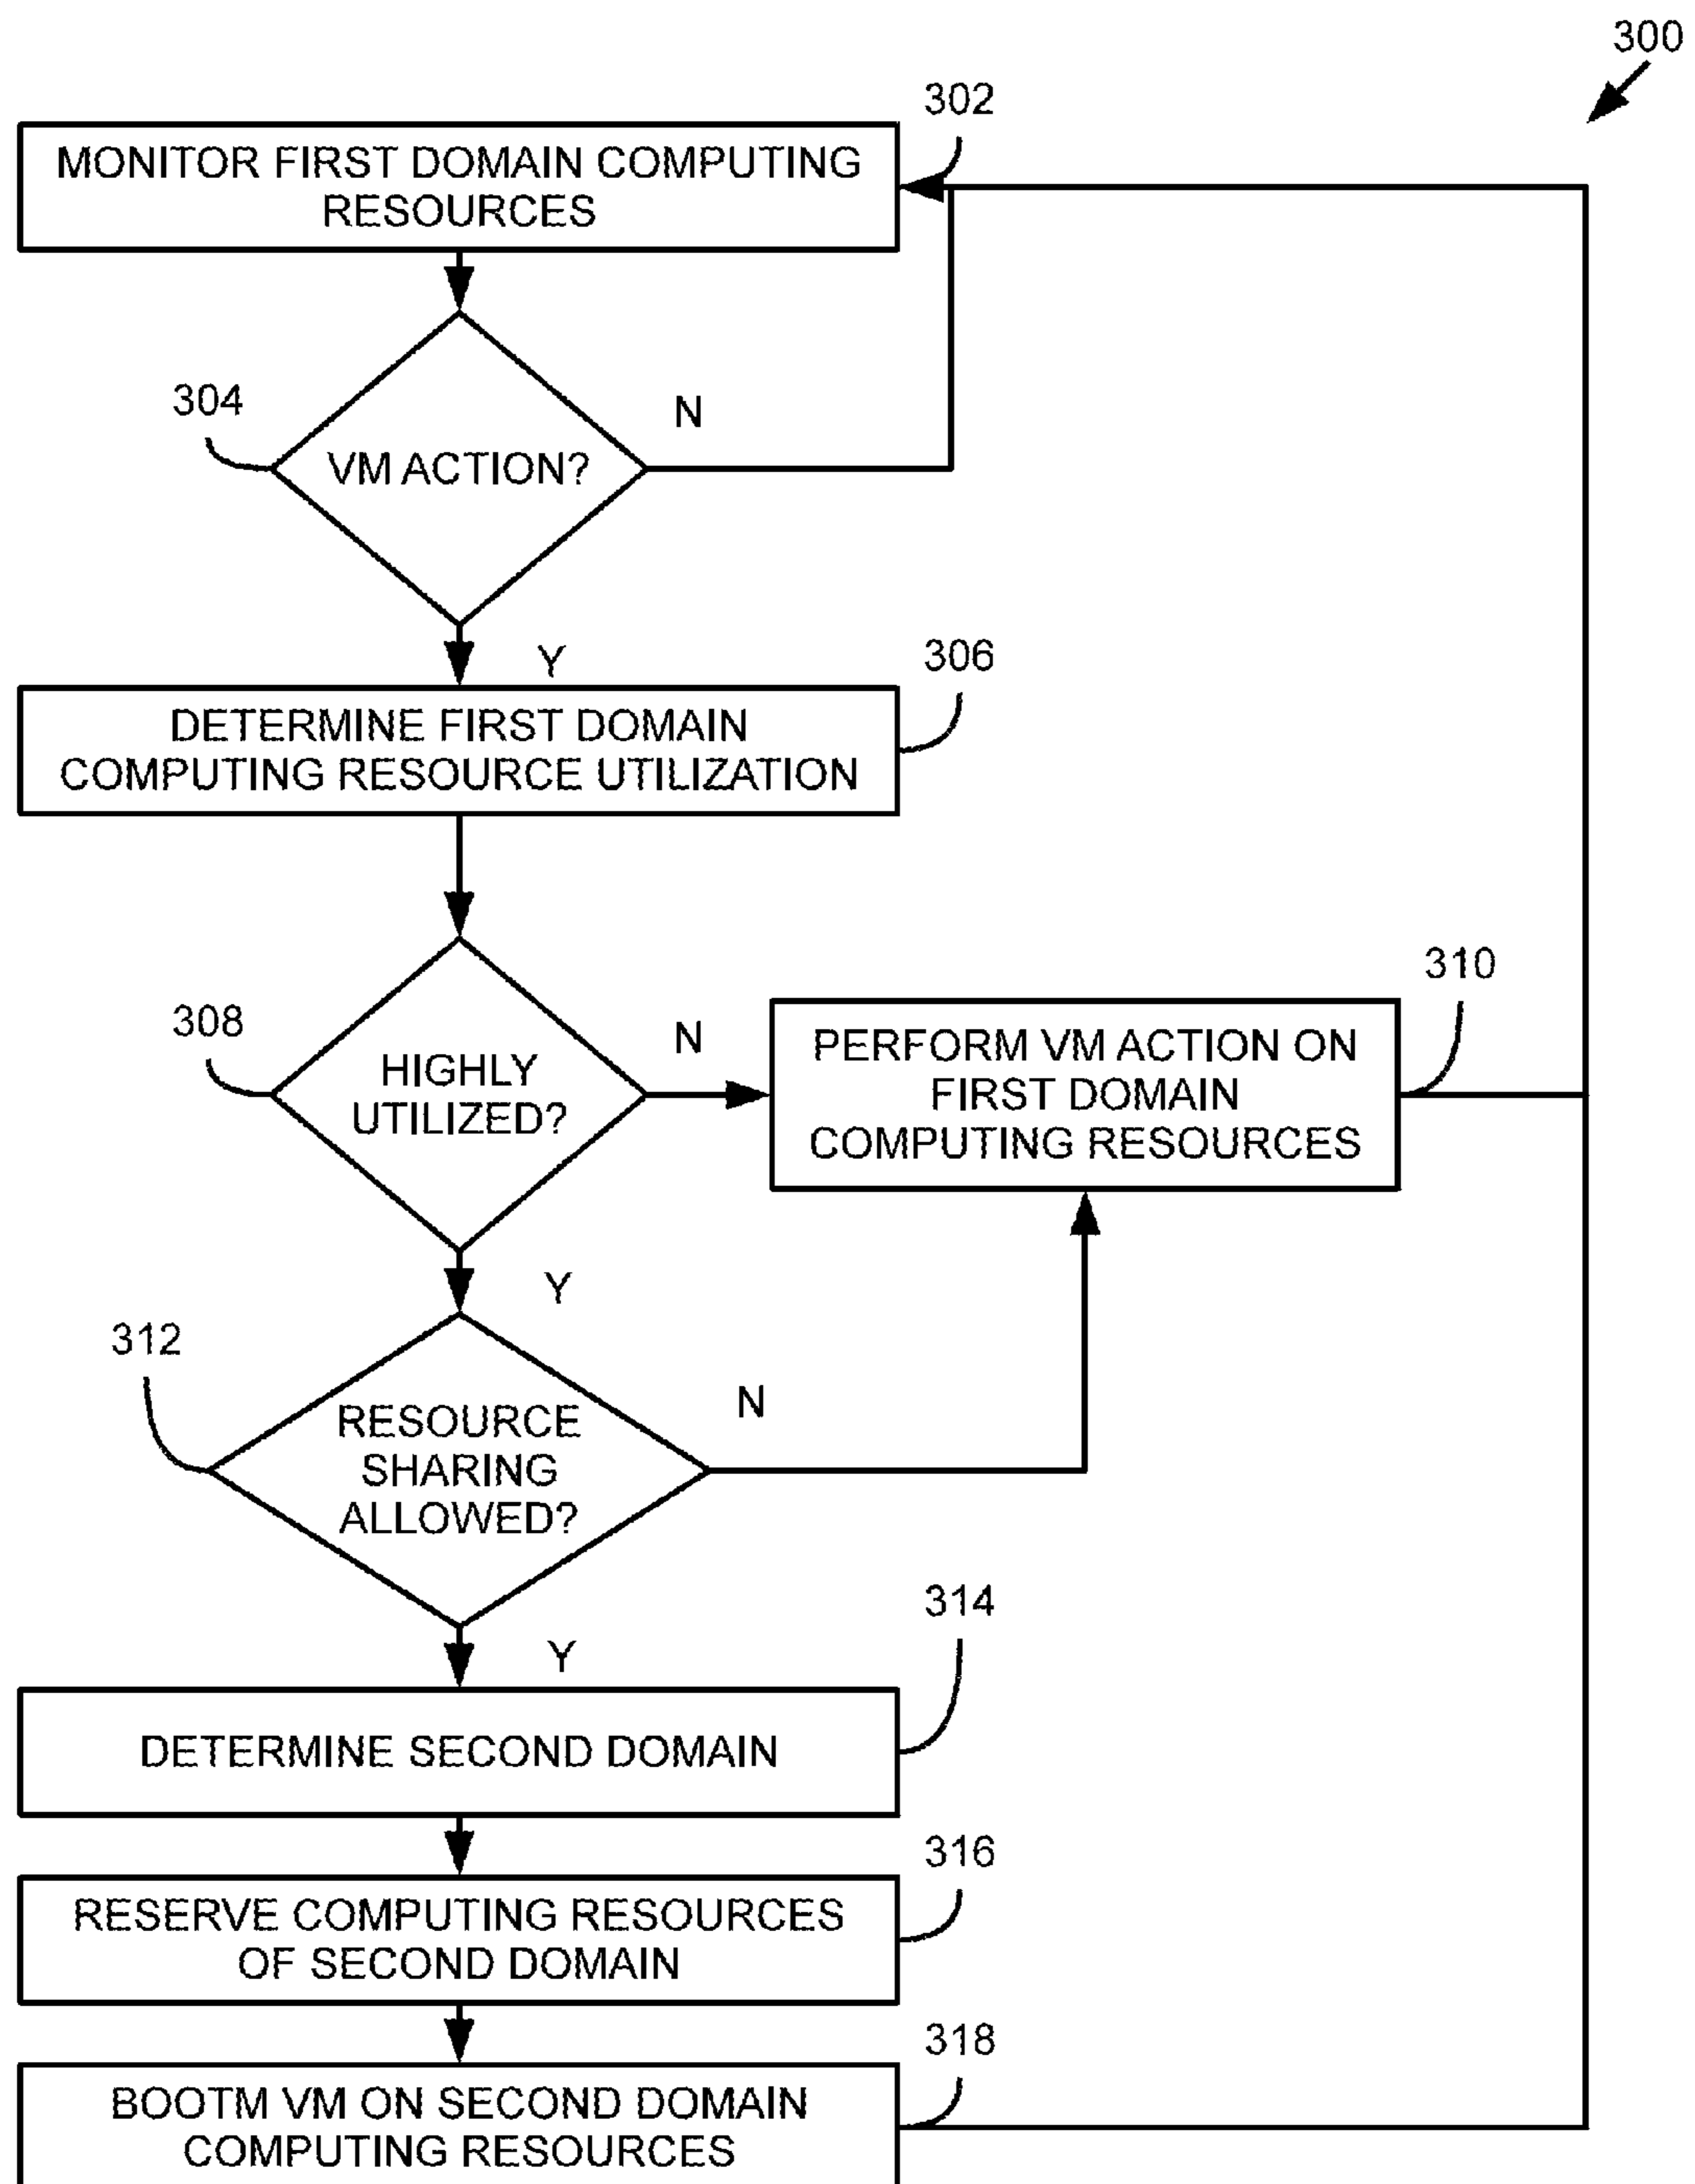 300
302
MONITOR FIRST DOMAIN COMPUTING
RESOURCES
304
N
VM ACTION?
Y
306
DETERMINE FIRST DOMAIN
COMPUTING RESOURCE UTILIZATION
310
308
N
HIGHLY
UTILIZED?
PERFORM VM ACTION ON
FIRST DOMAIN
COMPUTING RESOURCES
Y
312
N
RESOURCE
SHARING
ALLOWED?
314
Y
DETERMINE SECOND DOMAIN
316
RESERVE COMPUTING RESOURCES
OF SECOND DOMAIN
318
BOOTM VM ON SECOND DOMAIN
COMPUTING RESOURCES